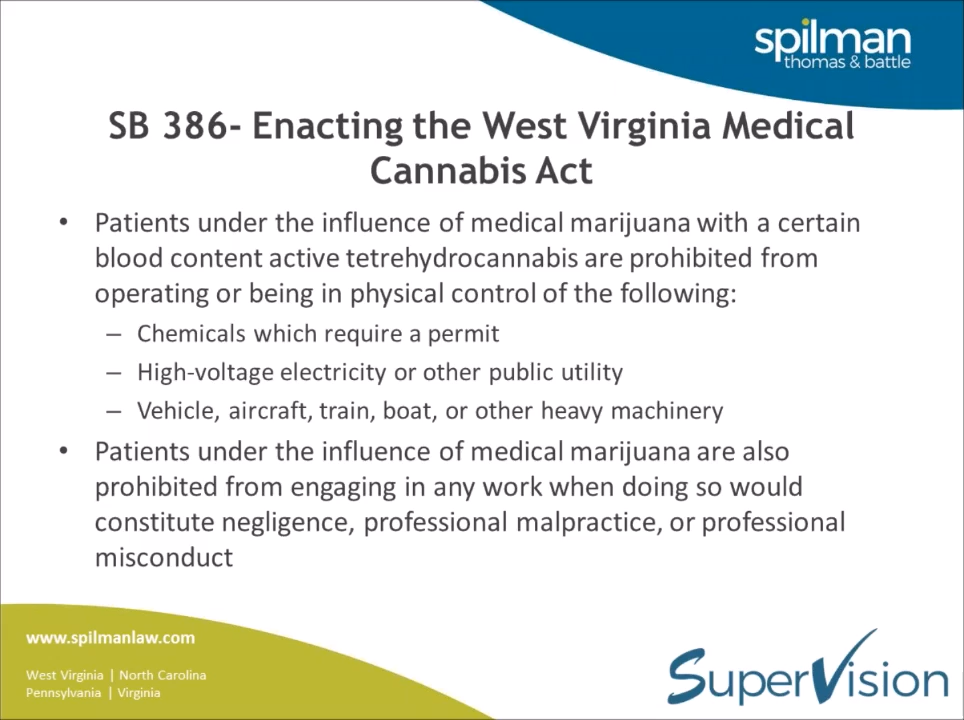 spilman
thomas & battle
SB 386- Enacting the West Virginia Medical
Cannabis Act
• Patients under the influence of medical marijuana with a certain
blood content active tetrehydrocannabis are prohibited from
operating or being in physical control of the following:
– Chemicals which require a permit
– High-voltage electricity or other public utility
– Vehicle, aircraft, train, boat, or other heavy machinery
• Patients under the influence of medical marijuana are also
prohibited from engaging in any work when doing so would
constitute negligence, professional malpractice, or professional
misconduct
www.spilmanlaw.com
West Virginia | North Carolina
Pennsylvania | Virginia
SuperVision